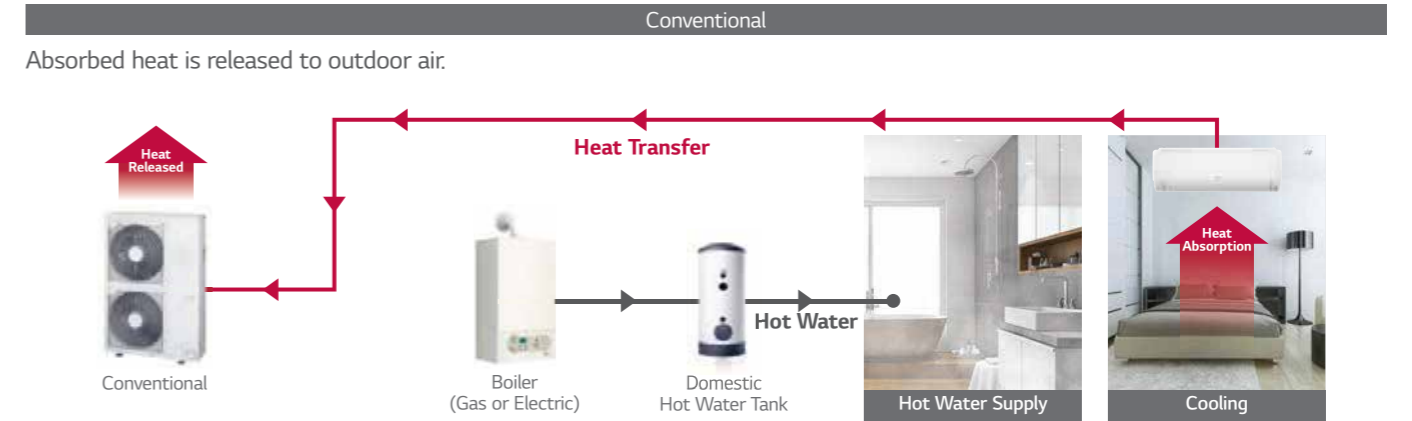 Conventional
Absorbed heat is released to outdoor air.
Heat
Released
Heat Transfer
Heat
Absorption
Hot Water
Conventional
Boiler
(Gas or Electric)
Domestic
Hot Water Tank
Hot Water Supply
Cooling